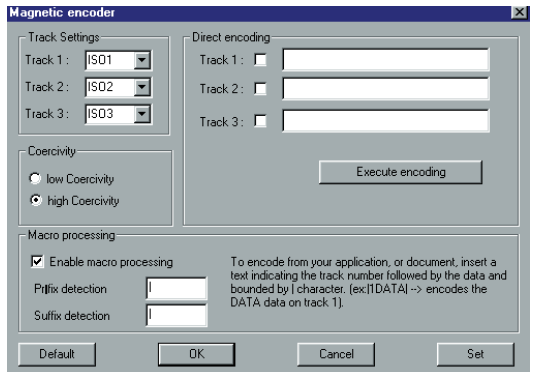 Magnetic encoder
Track Settings
Track 1 : ISO1
Track 2 : ISO2
Track 3 : ISO3
Direct encoding
Track 1 :
Track 2 :
Track 3 :
Execute encoding
Coercivity
low Coercivity
high Coercivity
Macro processing
Enable macro processing
Prĭfix detection |
Suffix detection |
To encode from your application, or document, insert a
text indicating the track number followed by the data and
bounded by | character. (ex:|1DATA| --> encodes the
DATA data on track 1).
Default
OK
Cancel
Set